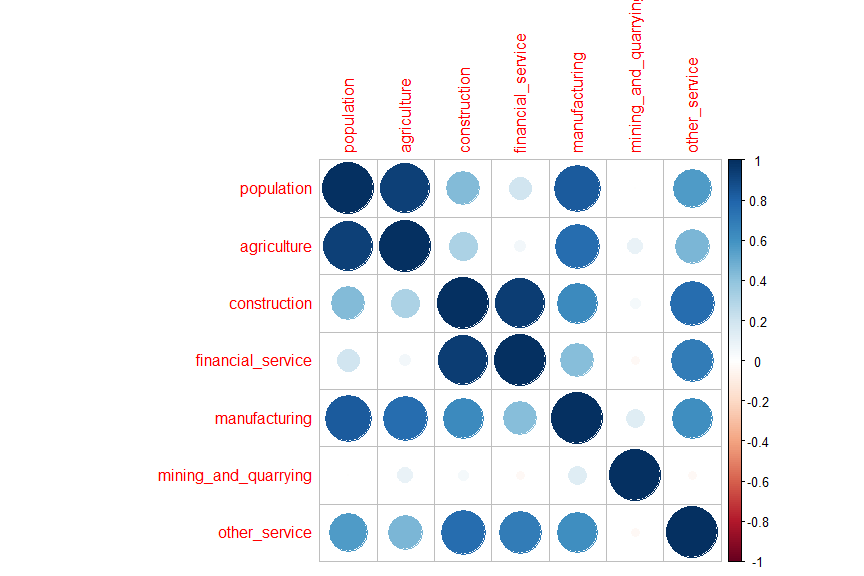 population
agriculture
construction
financial_service
manufacturing
mining_and_quarrying
other_service
population
agriculture
construction
financial_service
manufacturing
mining_and_quarrying
other_service
1
0.8
0.6
0.4
0.2
0
-0.2
-0.4
-0.6
-0.8
-1